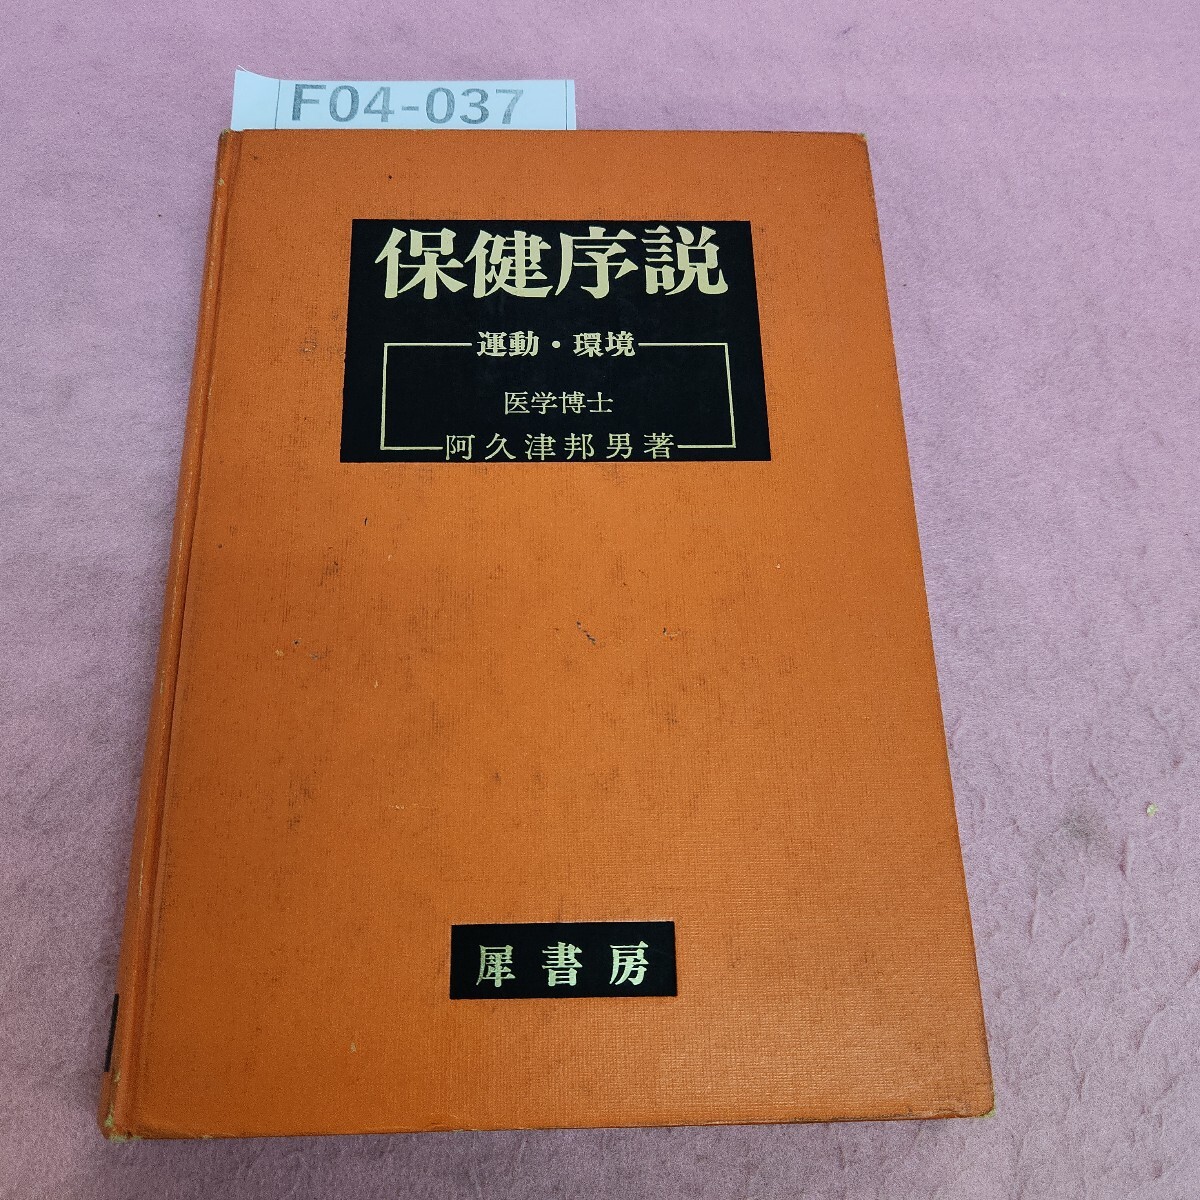 F04-037
保健序説
運動・環境
医学博士
阿久津邦男著
犀書房